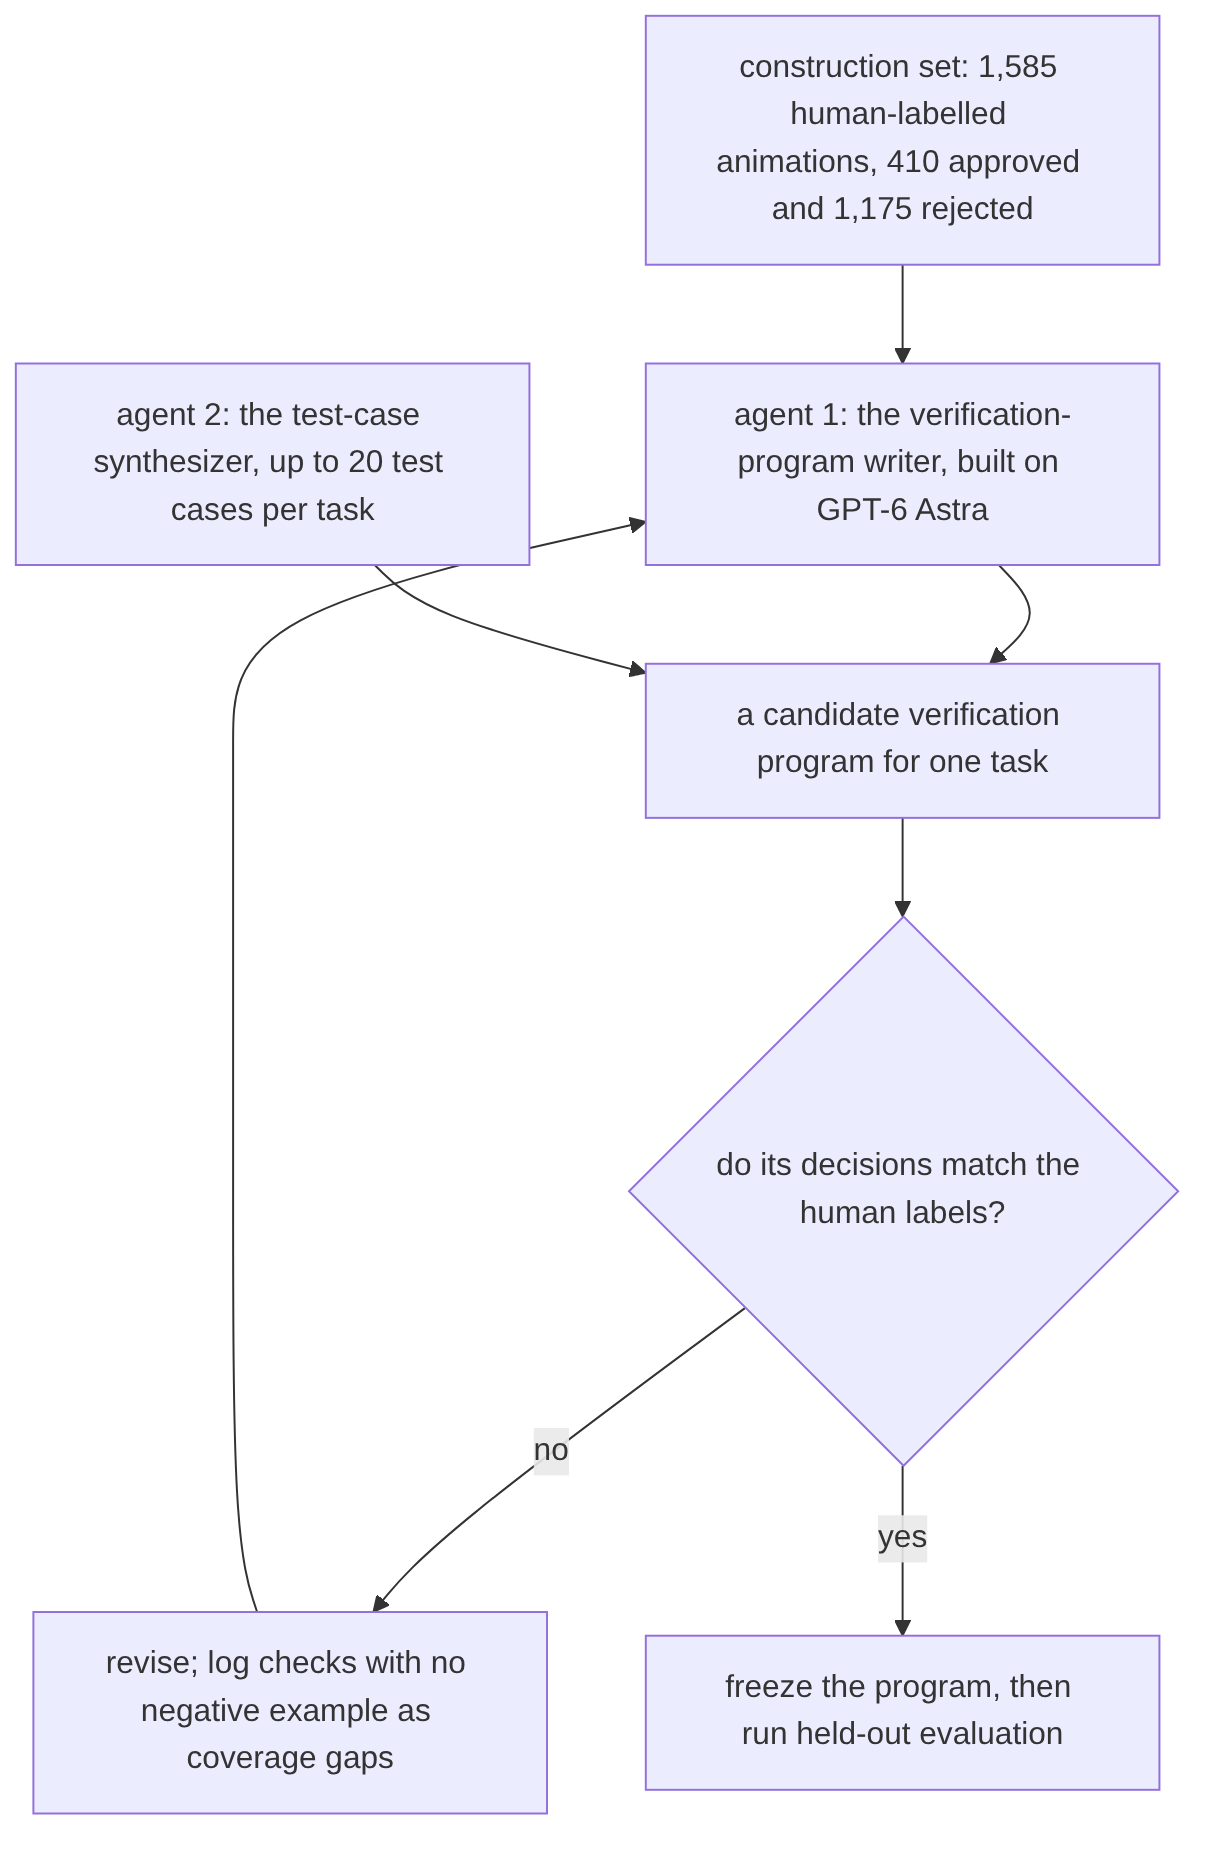 construction set: 1,585
human-labelled
animations, 410 approved
and 1,175 rejected
agent 2: the test-case
synthesizer, up to 20 test
cases per task
agent 1: the verification-
program writer, built on
GPT-6 Astra
a candidate verification
program for one task
do its decisions match the
human labels?
no
yes
revise; log checks with no
negative example as
coverage gaps
freeze the program, then
run held-out evaluation